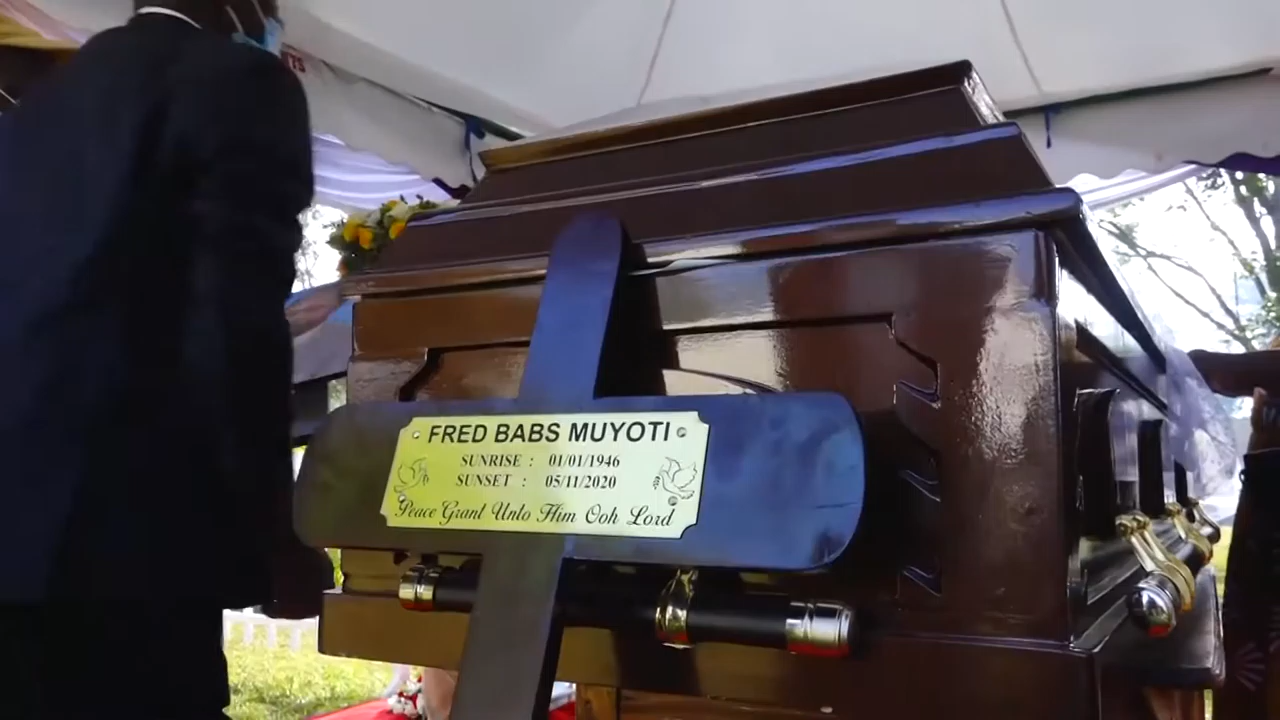 FRED BABS MUYOTI
SUNRISE : 01/01/1946
SUNSET : 05/11/2020
Peace Grant Unto Him Ooh Lord